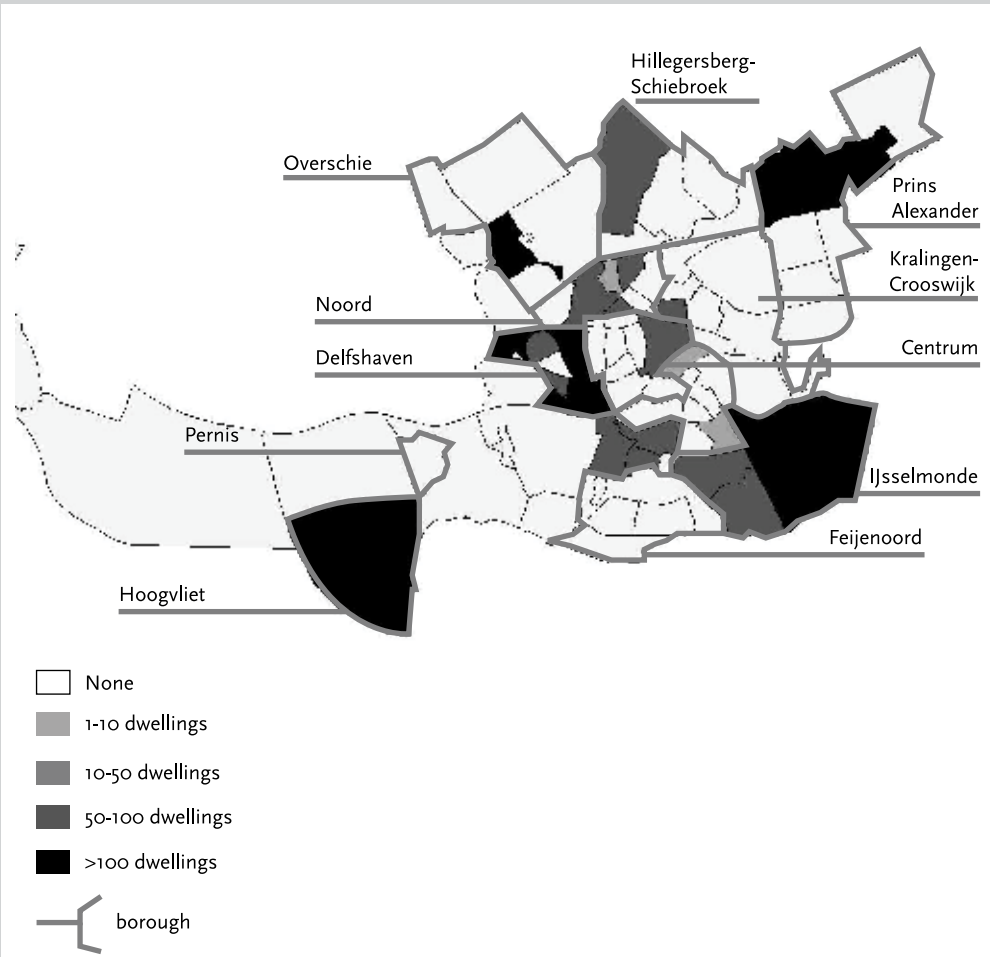 Hillegersberg-
Schiebroek
Overschie
Prins
Alexander
Kralingen-
Crooswijk
Noord
Centrum
Delfshaven
Pernis
IJsselmonde
Feijenoord
Hoogvliet
None
1-10 dwellings
10-50 dwellings
50-100 dwellings
>100 dwellings
borough